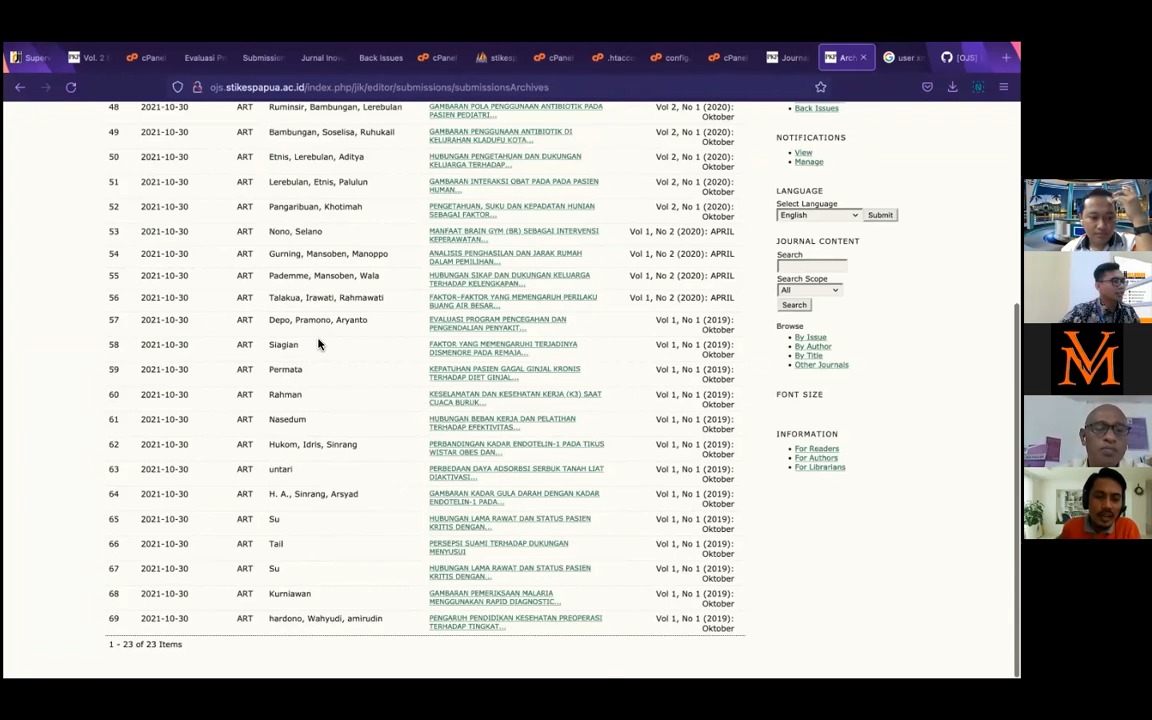 Super
Vol. 2
cPanel
Evaluasi Pr
Submission
Jurnal Inov
Back Issues
cPanel
stikesp
cPanel
.htacce
config.
cPanel
Journa
Arch
user x
[OJS]
ojs.stikespapua.ac.id/index.php/jik/editor/submissions/submissionsArchives
48 2021-10-30 ART Ruminsir, Bambungan, Lerebulan GAMBARAN POLA PENGGUNAAN ANTIBIOTIK PADA Vol 2, No 1 (2020):
PASIEN PEDIATRI... Oktober
49 2021-10-30 ART Bambungan, Soselisa, Ruhukail GAMBARAN PENGGUNAAN ANTIBIOTIK DI Vol 2, No 1 (2020):
KELURAHAN KLADUFU KOTA... Oktober
50 2021-10-30 ART Etnis, Lerebulan, Aditya HUBUNGAN PENGETAHUAN DAN DUKUNGAN Vol 2, No 1 (2020):
KELUARGA TERHADAP... Oktober
51 2021-10-30 ART Lerebulan, Etnis, Palulun GAMBARAN INTERAKSI OBAT PADA PADA PASIEN Vol 2, No 1 (2020):
HUMAN... Oktober
52 2021-10-30 ART Pangaribuan, Khotimah PENGETAHUAN, SUKU DAN KEPADATAN HUNIAN Vol 2, No 1 (2020):
SEBAGAI FAKTOR... Oktober
53 2021-10-30 ART Nono, Selano MANFAAT BRAIN GYM (BR) SEBAGAI INTERVENSI Vol 1, No 2 (2020): APRIL
KEPERAWATAN...
54 2021-10-30 ART Gurning, Mansoben, Manoppo ANALISIS PENGHASILAN DAN JARAK RUMAH Vol 1, No 2 (2020): APRIL
DALAM PEMILIHAN...
55 2021-10-30 ART Pademme, Mansoben, Wala HUBUNGAN SIKAP DAN DUKUNGAN KELUARGA Vol 1, No 2 (2020): APRIL
TERHADAP KELENGKAPAN...
56 2021-10-30 ART Talakua, Irawati, Rahmawati FAKTOR-FAKTOR YANG MEMENGARUH PERILAKU Vol 1, No 2 (2020): APRIL
BUANG AIR BESAR...
57 2021-10-30 ART Depo, Pramono, Aryanto EVALUASI PROGRAM PENCEGAHAN DAN Vol 1, No 1 (2019):
PENGENDALIAN PENYAKIT... Oktober
58 2021-10-30 ART Siagian FAKTOR YANG MEMENGARUHI TERJADINYA Vol 1, No 1 (2019):
DISMENORE PADA REMAJA... Oktober
59 2021-10-30 ART Permata KEPATUHAN PASIEN GAGAL GINJAL KRONIS Vol 1, No 1 (2019):
TERHADAP DIET GINJAL... Oktober
60 2021-10-30 ART Rahman KESELAMATAN DAN KESEHATAN KERJA (K3) SAAT Vol 1, No 1 (2019):
CUACA BURUK... Oktober
61 2021-10-30 ART Nasedum HUBUNGAN BEBAN KERJA DAN PELATIHAN Vol 1, No 1 (2019):
TERHADAP EFEKTIVITAS... Oktober
62 2021-10-30 ART Hukom, Idris, Sinrang PERBANDINGAN KADAR ENDOTELIN-1 PADA TIKUS Vol 1, No 1 (2019):
WISTAR OBES DAN... Oktober
63 2021-10-30 ART untari PERBEDAAN DAYA ADSORBSI SERBUK TANAH LIAT Vol 1, No 1 (2019):
DIAKTIVASI... Oktober
64 2021-10-30 ART H. A., Sinrang, Arsyad GAMBARAN KADAR GULA DARAH DENGAN KADAR Vol 1, No 1 (2019):
ENDOTELIN-1 PADA... Oktober
65 2021-10-30 ART Su HUBUNGAN LAMA RAWAT DAN STATUS PASIEN Vol 1, No 1 (2019):
KRITIS DENGAN... Oktober
66 2021-10-30 ART Tail PERSEPSI SUAMI TERHADAP DUKUNGAN Vol 1, No 1 (2019):
MENYUSUI Oktober
67 2021-10-30 ART Su HUBUNGAN LAMA RAWAT DAN STATUS PASIEN Vol 1, No 1 (2019):
KRITIS DENGAN... Oktober
68 2021-10-30 ART Kurniawan GAMBARAN PEMERIKSAAN MALARIA Vol 1, No 1 (2019):
MENGGUNAKAN RAPID DIAGNOSTIC... Oktober
69 2021-10-30 ART hardono, Wahyudi, amirudin PENGARUH PENDIDIKAN KESEHATAN PREOPERASI Vol 1, No 1 (2019):
TERHADAP TINGKAT... Oktober
1 - 23 of 23 Items
Back Issues
NOTIFICATIONS
View
Manage
LANGUAGE
Select Language
English Submit
JOURNAL CONTENT
Search
Search Scope
All
Search
Browse
By Issue
By Author
By Title
Other Journals
FONT SIZE
INFORMATION
For Readers
For Authors
For Librarians